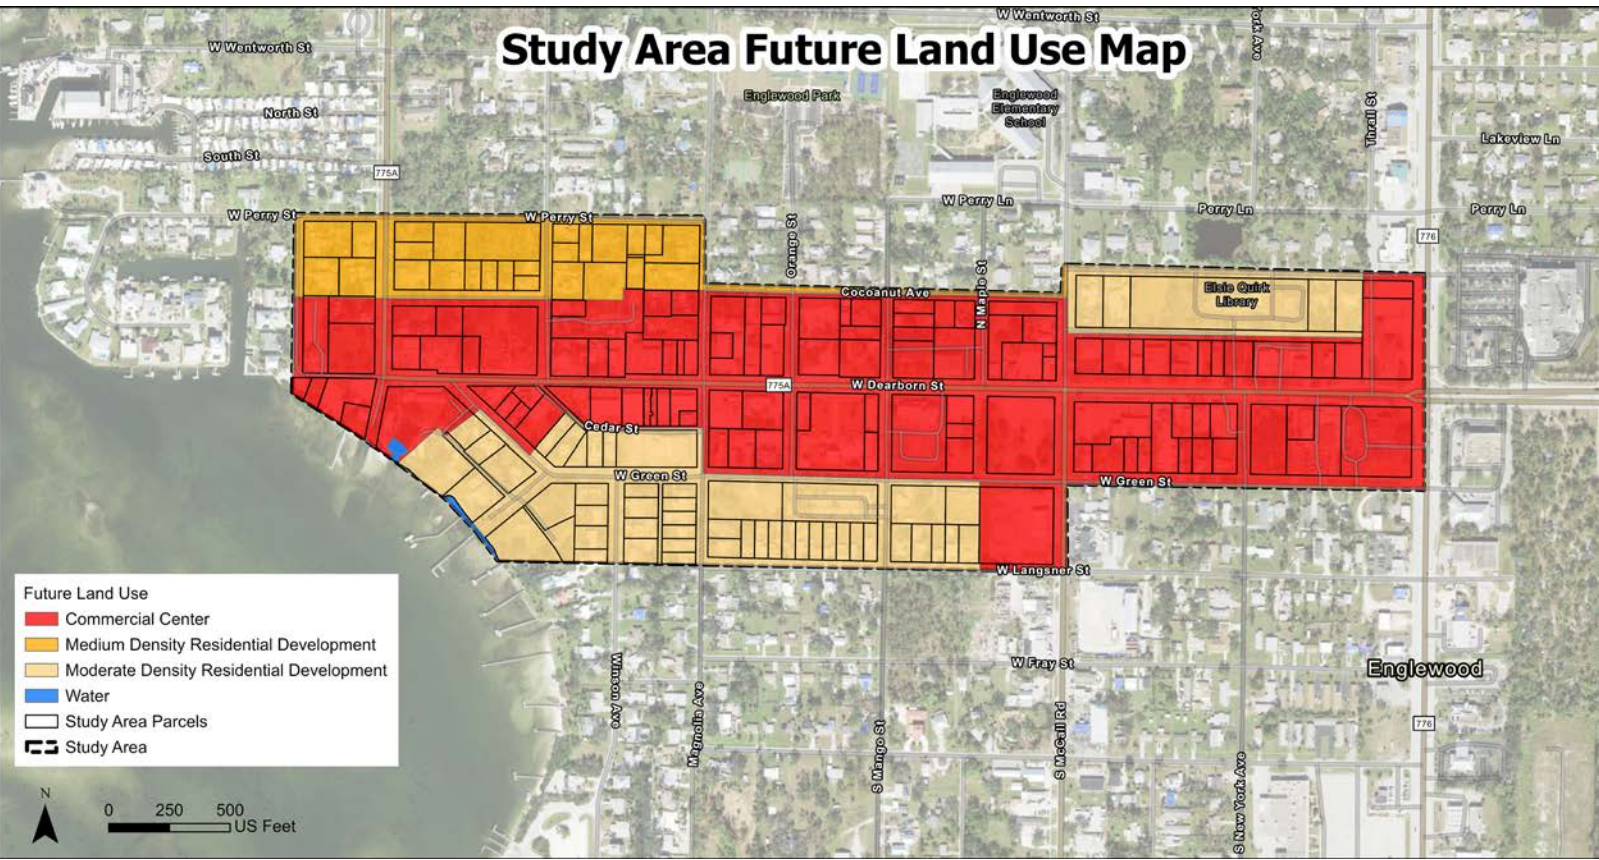 Study Area Future Land Use Map
W Wentworth St
W Wentworth St
York Ave
North St
South St
775A
Englewood Park
Englewood
Elementary
School
Thrall St
Lakeview Ln
W Perry St
W Perry St
Orange St
W Perry Ln
Perry Ln
Perry Ln
776
N Maple St
Cocoanut Ave
Elsie Quirk
Library
775A
W Dearborn St
Cedar St
W Green St
W Green St
W Langsner St
Winson Ave
Magnolia Ave
S Mango St
W Fray St
S McCall Rd
S New York Ave
Englewood
776
Future Land Use
Commercial Center
Medium Density Residential Development
Moderate Density Residential Development
Water
Study Area Parcels
Study Area
N
0 250 500
US Feet